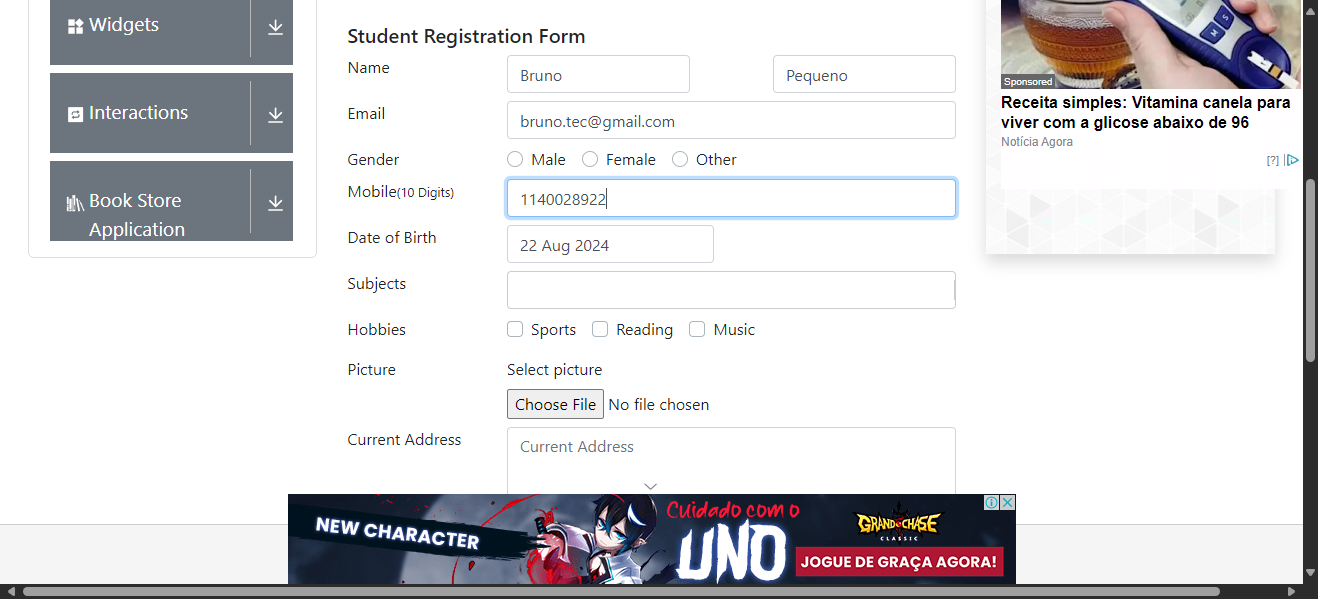 Widgets
Interactions
Book Store
Application
Student Registration Form
Name
Bruno
Pequeno
Email
bruno.tec@gmail.com
Gender
Male
Female
Other
Mobile(10 Digits)
1140028922
Date of Birth
22 Aug 2024
Subjects
Hobbies
Sports
Reading
Music
Picture
Select picture
Choose File No file chosen
Current Address
Current Address
S
M
Sponsored
Receita simples: Vitamina canela para
viver com a glicose abaixo de 96
Notícia Agora
[?]
NEW CHARACTER
Cuidado com o
UNO
GRAND CHASE
CLASSIC
JOGUE DE GRAÇA AGORA!